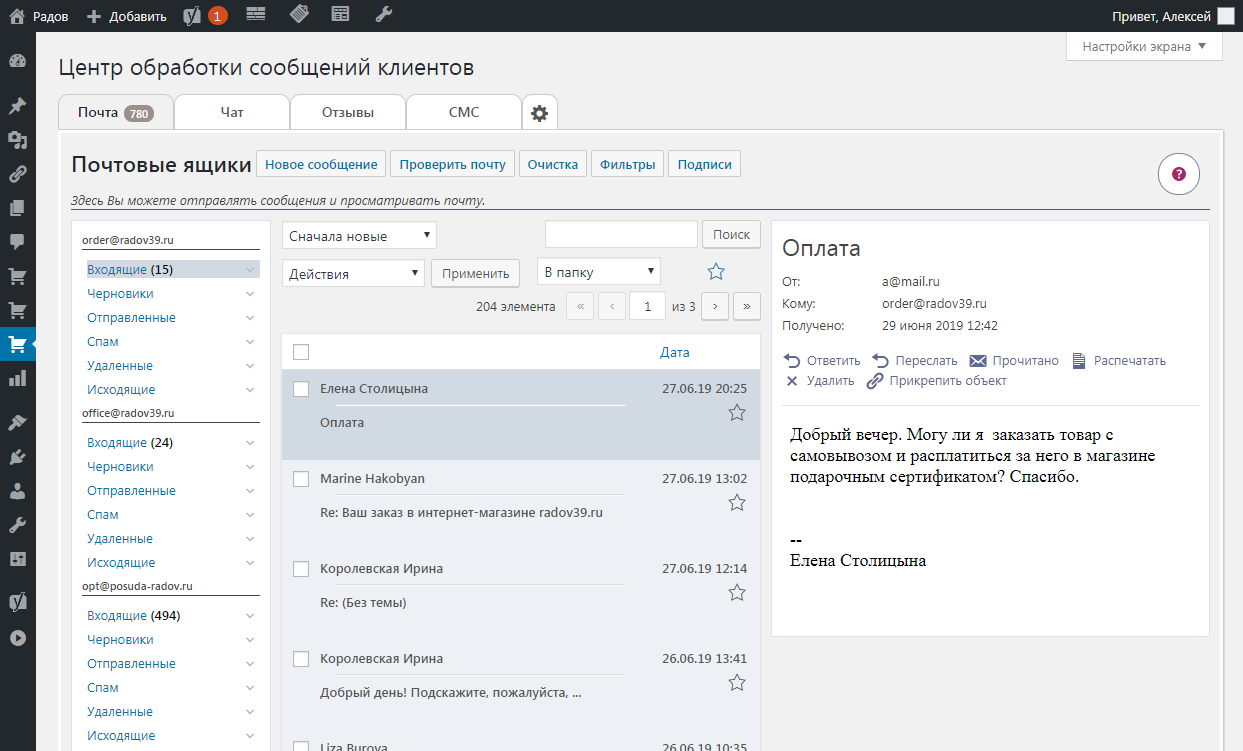 Радов Добавить 1 Привет, Алексей
Настройки экрана
Центр обработки сообщений клиентов
Почта 780 Чат Отзывы СМС
Почтовые ящики Новое сообщение Проверить почту Очистка Фильтры Подписи ?
Здесь Вы можете отправлять сообщения и просматривать почту.
order@radov39.ru
Входящие (15)
Черновики
Отправленные
Спам
Удаленные
Исходящие
office@radov39.ru
Входящие (24)
Черновики
Отправленные
Спам
Удаленные
Исходящие
opt@posuda-radov.ru
Входящие (494)
Черновики
Отправленные
Спам
Удаленные
Исходящие
Сначала новые Поиск
Действия Применить В папку
204 элемента « ‹ 1 из 3 › »
Дата
Елена Столицына 27.06.19 20:25
Оплата
Marine Hakobyan 27.06.19 13:02
Re: Ваш заказ в интернет-магазине radov39.ru
Королевская Ирина 27.06.19 12:14
Re: (Без темы)
Королевская Ирина 26.06.19 13:41
Добрый день! Подскажите, пожалуйста, ...
Liza Burova 26.06.19 10:35
Оплата
От: a@mail.ru
Кому: order@radov39.ru
Получено: 29 июня 2019 12:42
Ответить Переслать Прочитано Распечатать
Удалить Прикрепить объект
Добрый вечер. Могу ли я заказать товар с
самовывозом и расплатиться за него в магазине
подарочным сертификатом? Спасибо.
--
Елена Столицына